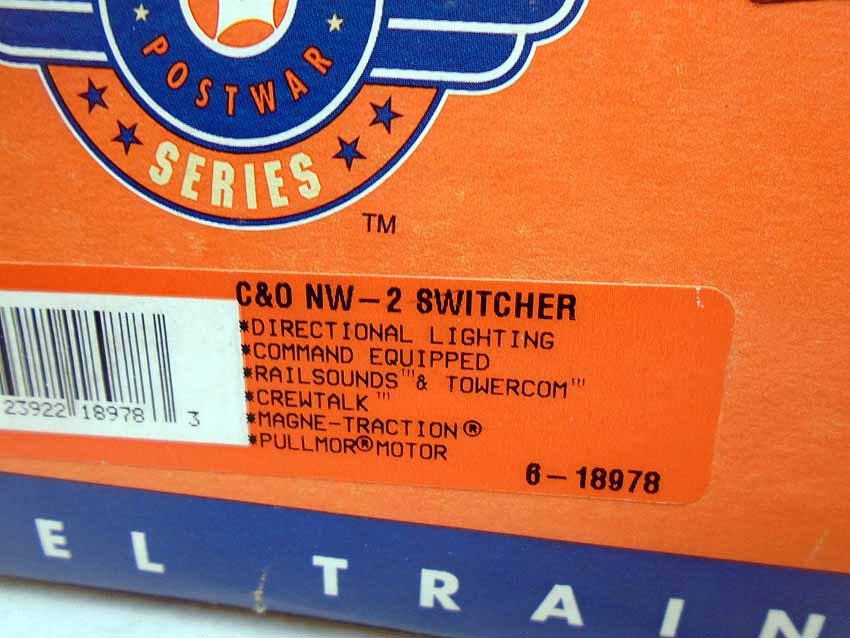 POSTWAR
SERIES
TM
C&O NW-2 SWITCHER
*DIRECTIONAL LIGHTING
*COMMAND EQUIPPED
*RAILSOUNDS™ & TOWERCOM™
*CREWTALK™
*MAGNE-TRACTION®
*PULLMOR® MOTOR
23922 18978 3
6-18978
EL TRAIN